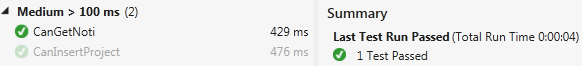 Medium > 100 ms (2)
CanGetNoti 429 ms
CanInsertProject 476 ms
Summary
Last Test Run Passed (Total Run Time 0:00:04)
1 Test Passed